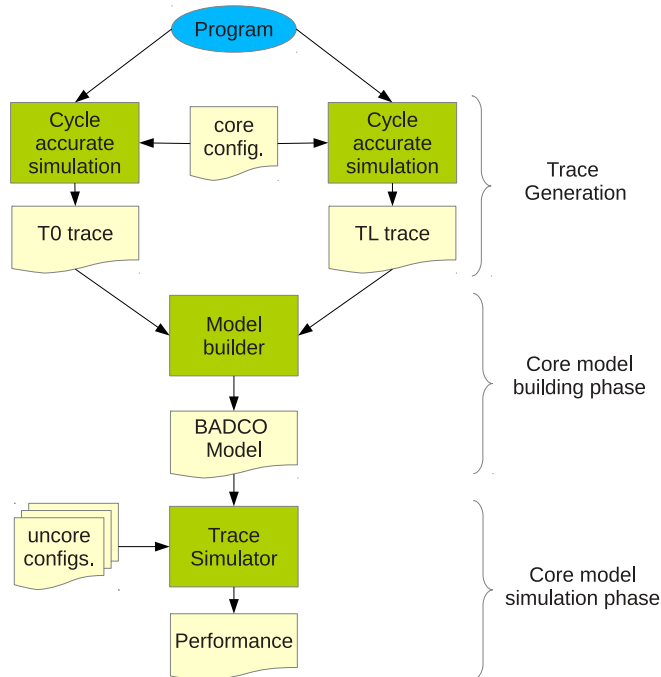 Program
Cycle
accurate
simulation
core
config.
Cycle
accurate
simulation
Trace
Generation
T0 trace
TL trace
Model
builder
Core model
building phase
BADCO
Model
uncore
configs.
Trace
Simulator
Core model
simulation phase
Performance